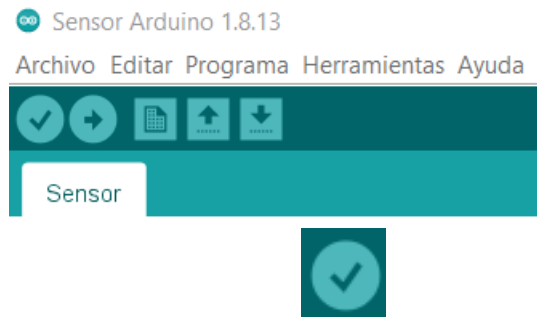 Sensor Arduino 1.8.13
Archivo Editar Programa Herramientas Ayuda
Sensor